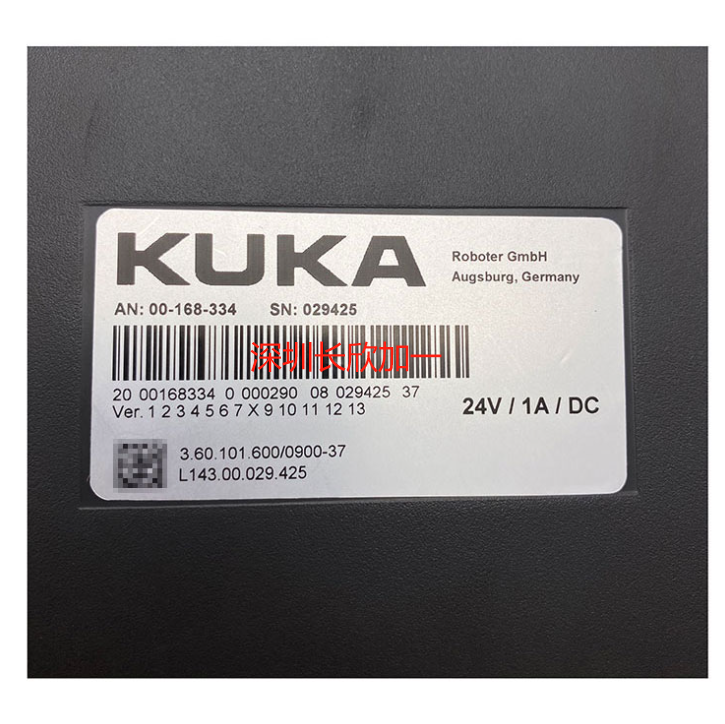 KUKA
Roboter GmbH
Augsburg, Germany
AN: 00-168-334 SN: 029425
深圳长欣加一
20 00168334 0 000290 08 029425 37
Ver. 1 2 3 4 5 6 7 X 9 10 11 12 13
24V / 1A / DC
3.60.101.600/0900-37
L143.00.029.425